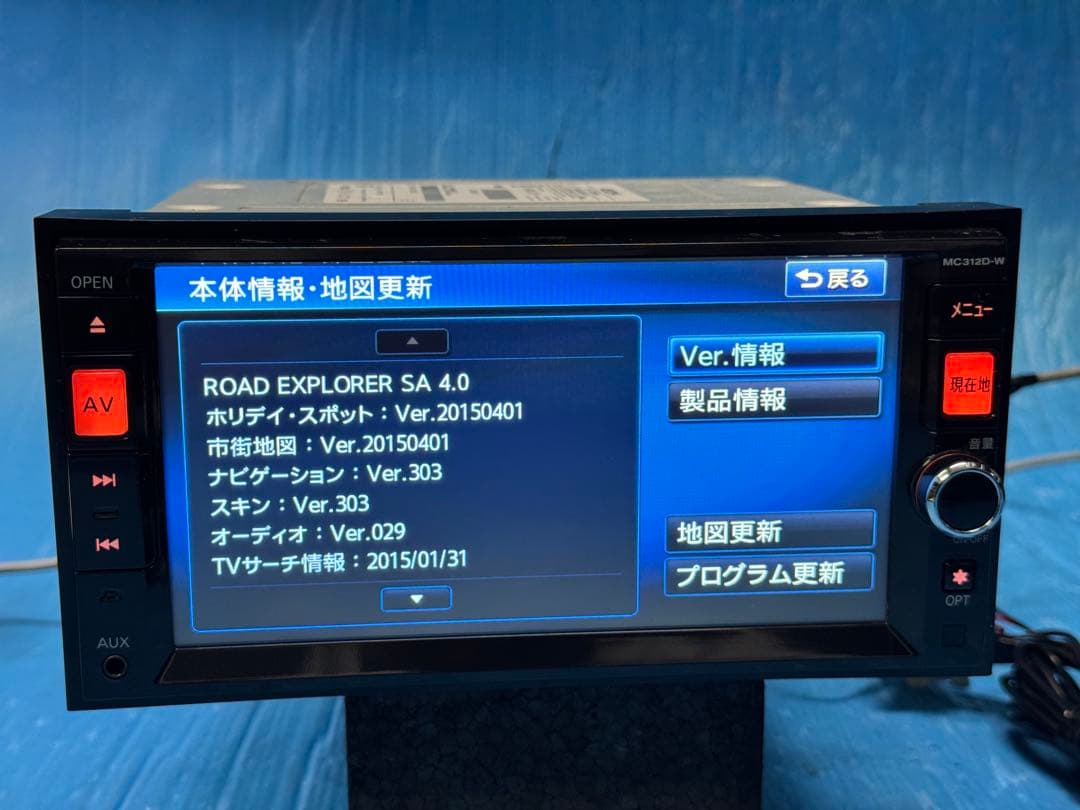 OPEN
AV
AUX
本体情報・地図更新
戻る
ROAD EXPLORER SA 4.0
ホリデイ・スポット：Ver.20150401
市街地図：Ver.20150401
ナビゲーション：Ver.303
スキン：Ver.303
オーディオ：Ver.029
TVサーチ情報：2015/01/31
Ver.情報
製品情報
地図更新
プログラム更新
MC312D-W
メニュー
現在地
音量
ON・OFF
OPT